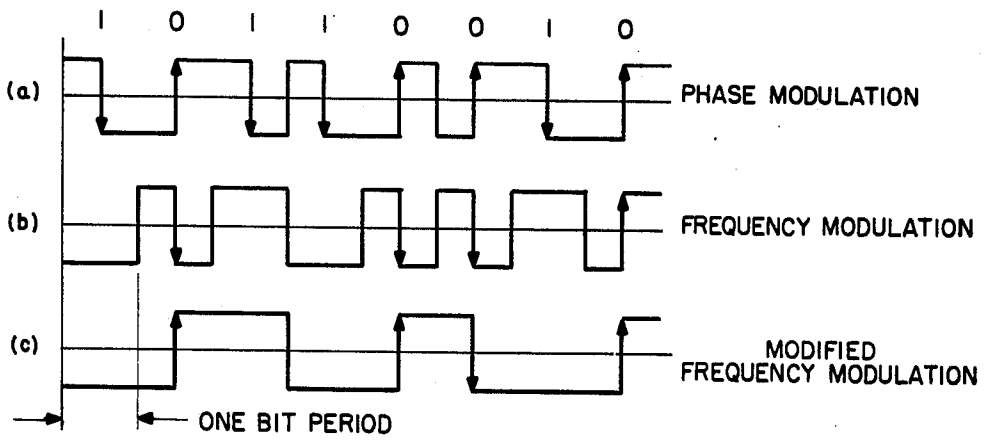 1 0 1 1 0 0 1 0
(a) PHASE MODULATION
(b) FREQUENCY MODULATION
(c) MODIFIED
FREQUENCY MODULATION
ONE BIT PERIOD